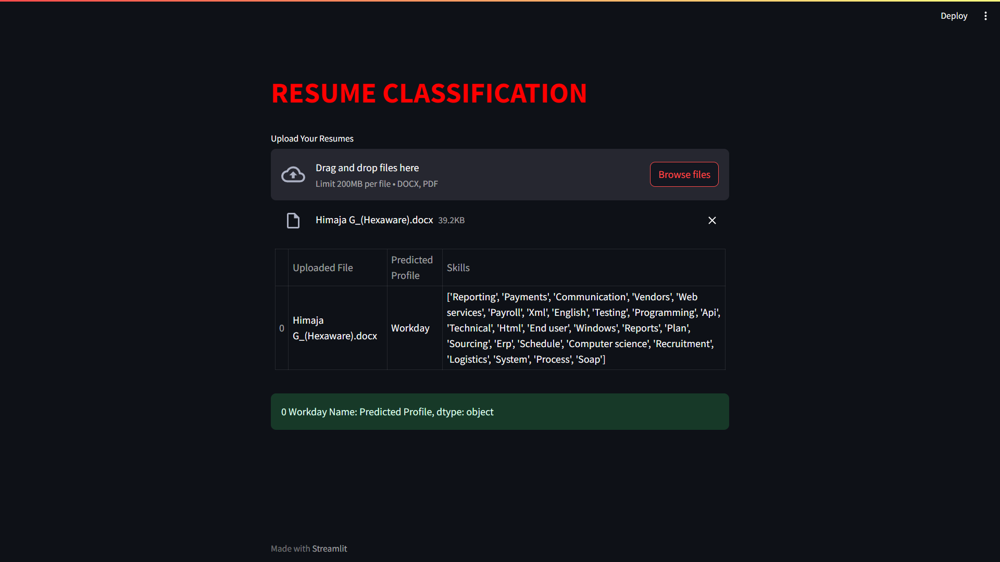 Deploy
RESUME CLASSIFICATION
Upload Your Resumes
Drag and drop files here
Limit 200MB per file • DOCX, PDF
Browse files
Himaja G_(Hexaware).docx 39.2KB
Uploaded File
Predicted
Profile
Skills
0
Himaja
G_(Hexaware).docx
Workday
['Reporting', 'Payments', 'Communication', 'Vendors', 'Web
services', 'Payroll', 'Xml', 'English', 'Testing', 'Programming', 'Api',
'Technical', 'Html', 'End user', 'Windows', 'Reports', 'Plan',
'Sourcing', 'Erp', 'Schedule', 'Computer science', 'Recruitment',
'Logistics', 'System', 'Process', 'Soap']
0 Workday Name: Predicted Profile, dtype: object
Made with Streamlit